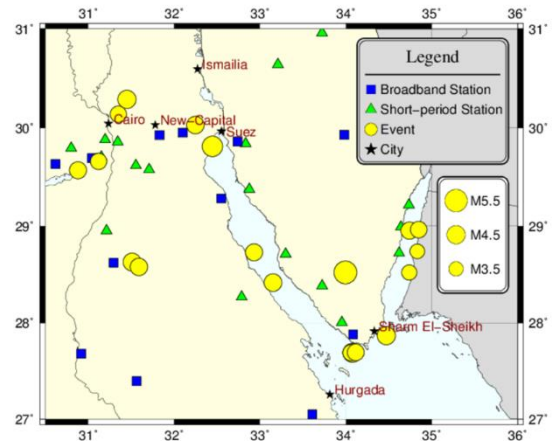 31° 32° 33° 34° 35° 36°
31° 31°
Legend
Broadband Station
Short-period Station
Event
City
Ismailia
Cairo New-Capital Suez
30° 30°
M5.5
M4.5
M3.5
29° 29°
28° 28°
Sharm El-Sheikh
Hurgada
27° 27°
31° 32° 33° 34° 35° 36°